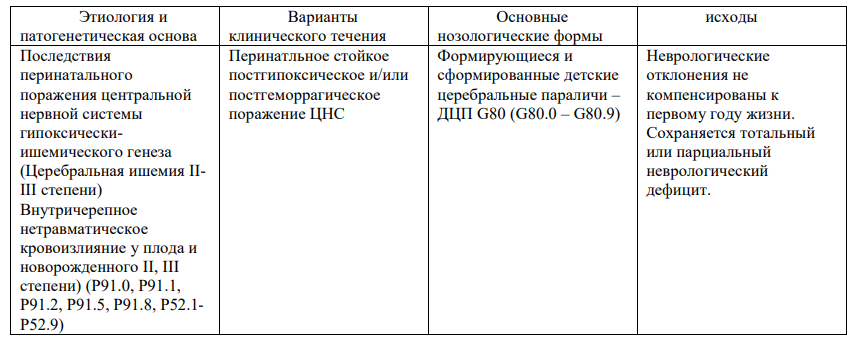 Этиология и
патогенетическая основа
Варианты
клинического течения
Основные
нозологические формы
исходы
Последствия
перинатального
поражения центральной
нервной системы
гипоксически-
ишемического генеза
(Церебральная ишемия II-
III степени)
Внутричерепное
нетравматическое
кровоизлияние у плода и
новорожденного II, III
степени) (P91.0, P91.1,
P91.2, P91.5, P91.8, P52.1-
P52.9)
Перинатльное стойкое
постгипоксическое и/или
постгеморрагическое
поражение ЦНС
Формирующиеся и
сформированные детские
церебральные параличи –
ДЦП G80 (G80.0 – G80.9)
Неврологические
отклонения не
компенсированы к
первому году жизни.
Сохраняется тотальный
или парциальный
неврологический
дефицит.